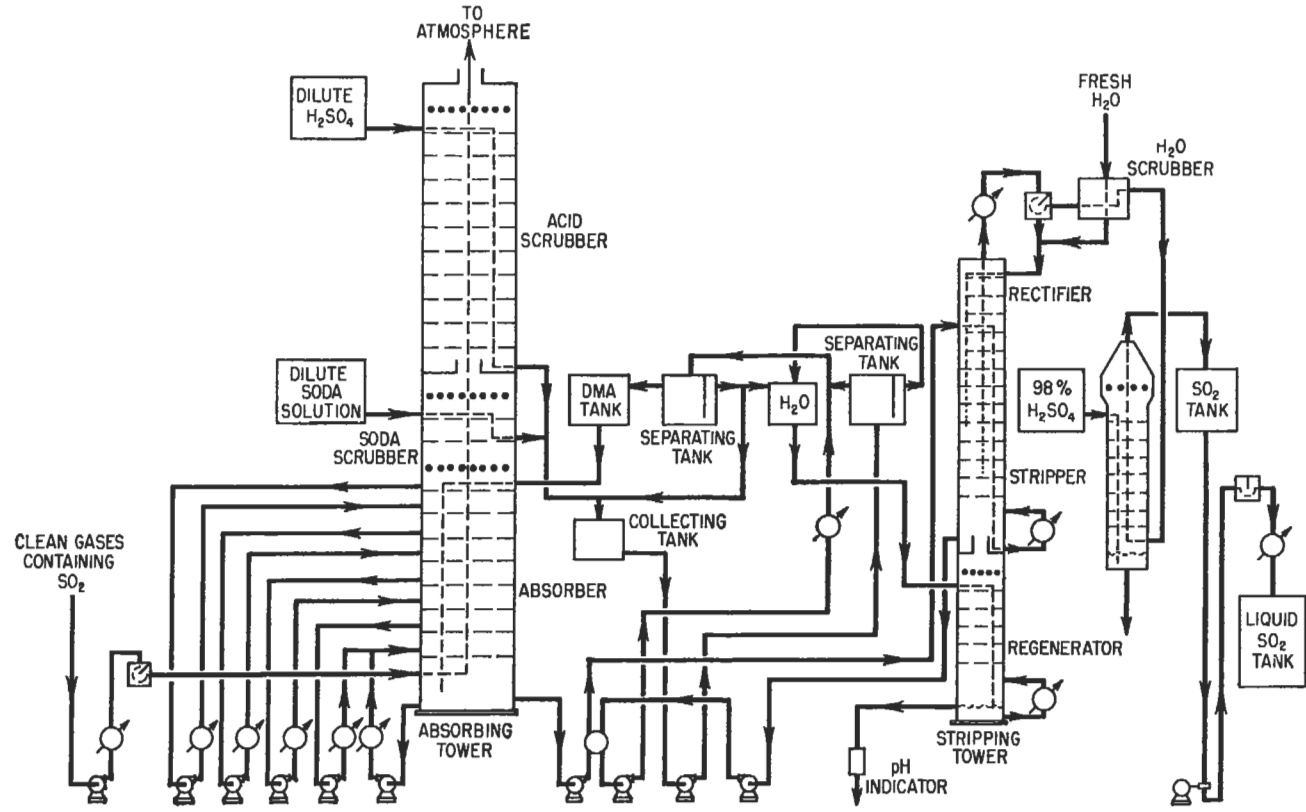 TO
ATMOSPHERE
DILUTE
H₂SO₄
FRESH
H₂O
H₂O
SCRUBBER
ACID
SCRUBBER
RECTIFIER
DILUTE
SODA
SOLUTION
SODA
SCRUBBER
DMA
TANK
SEPARATING
TANK
H₂O
SEPARATING
TANK
98%
H₂SO₄
SO₂
TANK
STRIPPER
COLLECTING
TANK
CLEAN GASES
CONTAINING
SO₂
ABSORBER
REGENERATOR
LIQUID
SO₂
TANK
ABSORBING
TOWER
STRIPPING
TOWER
pH
INDICATOR